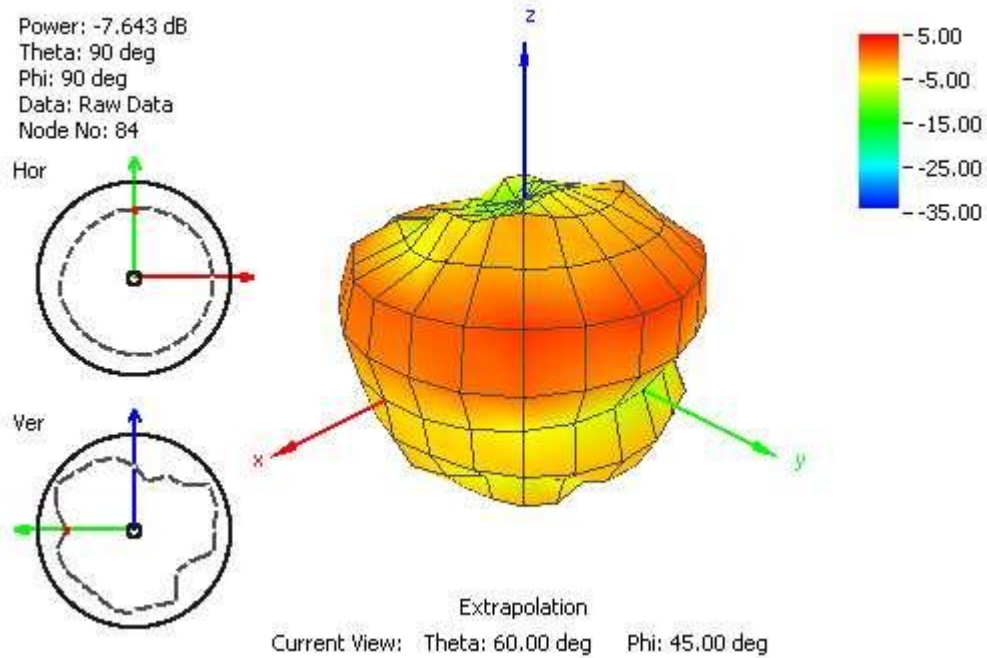 Power: -7.643 dB
Theta: 90 deg
Phi: 90 deg
Data: Raw Data
Node No: 84
Hor
Ver
z
x
y
5.00
-5.00
-15.00
-25.00
-35.00
Extrapolation
Current View: Theta: 60.00 deg Phi: 45.00 deg